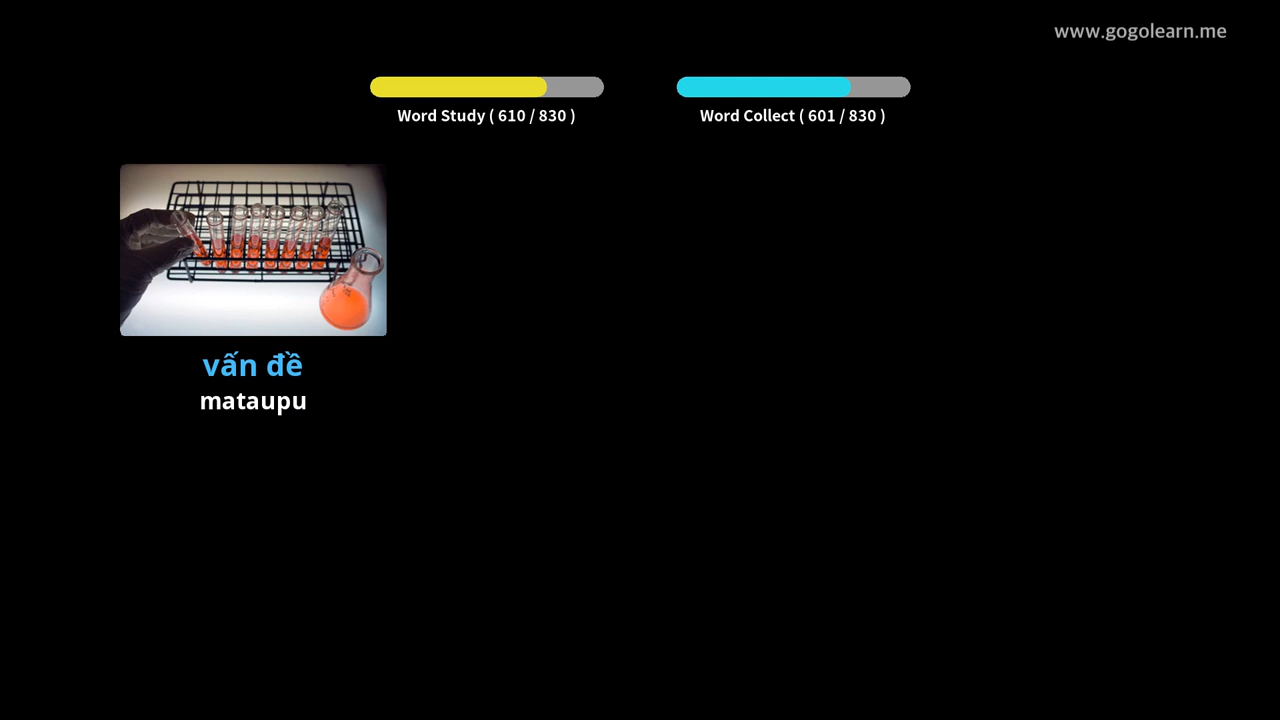 www.gogolearn.me
Word Study ( 610 / 830 )
Word Collect ( 601 / 830 )
vấn đề
mataupu